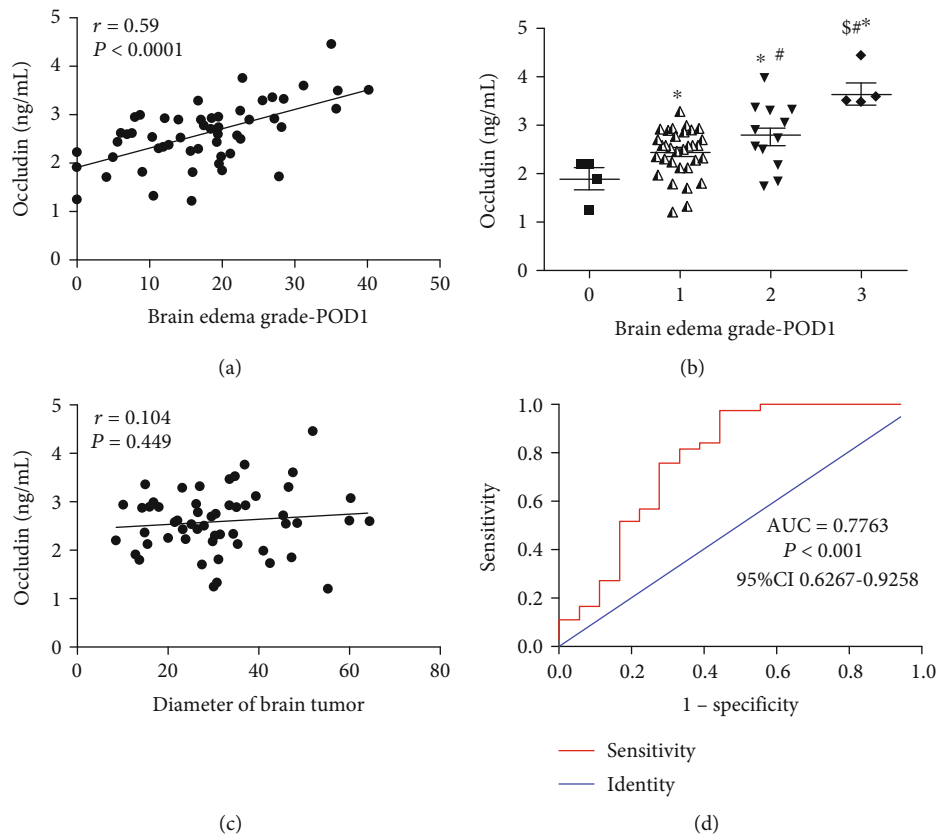 r = 0.59
P < 0.0001
Occludin (ng/mL)
5
4
3
2
1
0
0 10 20 30 40 50
Brain edema grade-POD1
(a)
* * # $#*
Occludin (ng/mL)
5
4
3
2
1
0
0 1 2 3
Brain edema grade-POD1
(b)
r = 0.104
P = 0.449
Occludin (ng/mL)
5
4
3
2
1
0
0 20 40 60 80
Diameter of brain tumor
(c)
Sensitivity
1.0
0.8
0.6
0.4
0.2
0.0
AUC = 0.7763
P < 0.001
95%CI 0.6267-0.9258
0.0 0.2 0.4 0.6 0.8 1.0
1 – specificity
Sensitivity
Identity
(d)